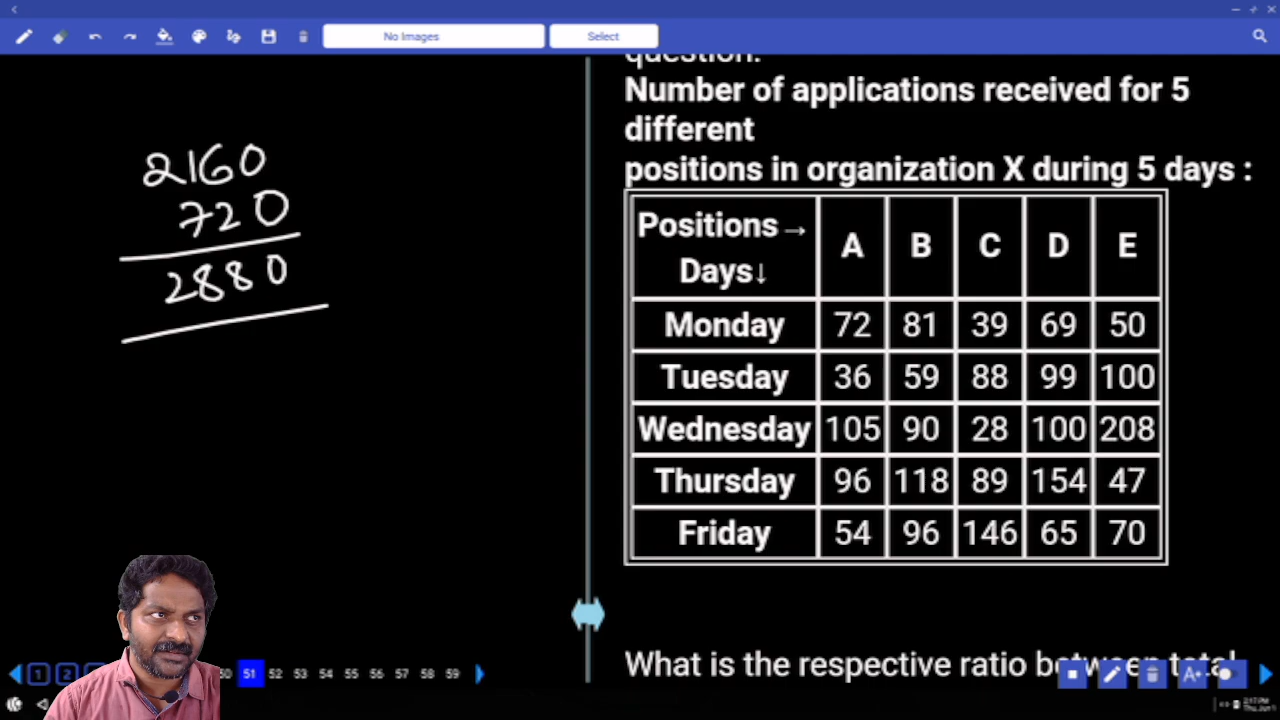 No Images
Select
2160
720
2880
question.
Number of applications received for 5
different
positions in organization X during 5 days :
Positions→
Days↓
A B C D E
Monday 72 81 39 69 50
Tuesday 36 59 88 99 100
Wednesday 105 90 28 100 208
Thursday 96 118 89 154 47
Friday 54 96 146 65 70
What is the respective ratio between total
1 2 50 51 52 53 54 55 56 57 58 59
A+
2:17 PM